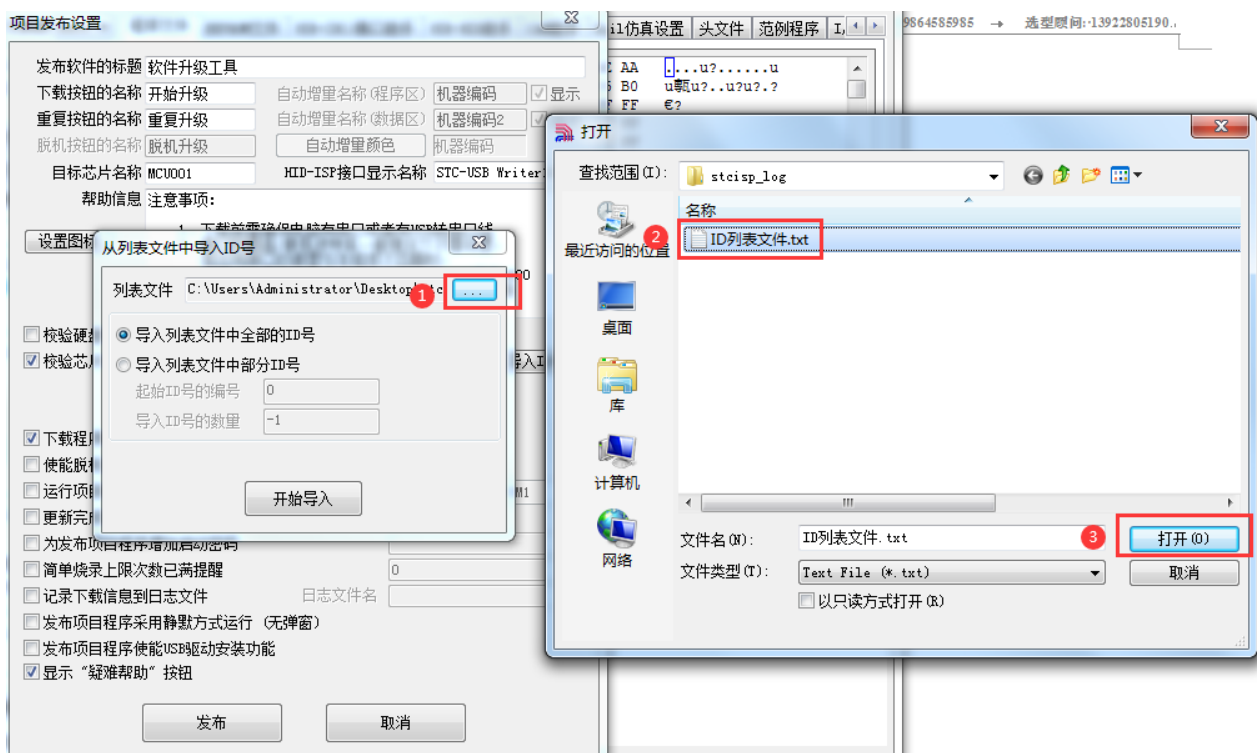 项目发布设置
il仿真设置 头文件 范例程序 I,
9864585985 → 选型顾问:-13922805190.
发布软件的标题 软件升级工具
下载按钮的名称 开始升级 自动增量名称(程序区) 机器编码 显示
重复按钮的名称 重复升级 自动增量名称(数据区) 机器编码2
脱机按钮的名称 脱机升级 自动增量颜色 机器编码
目标芯片名称 MCU001 HID-ISP接口显示名称 STC-USB Writer
帮助信息 注意事项:
AA ....u?......u
B0 u甄u?..u?u?.?
FF €?
设置图标
校验硬盘
校验芯片
下载程序
使能脱机
运行项目
更新完成
为发布项目程序增加启动密码
简单烧录上限次数已满提醒 0
记录下载信息到日志文件 日志文件名
发布项目程序采用静默方式运行 (无弹窗)
发布项目程序使能USB驱动安装功能
显示 "疑难帮助" 按钮
发布 取消
从列表文件中导入ID号
列表文件 C:\Users\Administrator\Desktop\stc 1 ...
导入列表文件中全部的ID号
导入列表文件中部分ID号
起始ID号的编号 0
导入ID号的数量 -1
开始导入
打开
查找范围(I): stcisp_log
名称
2 ID列表文件.txt
最近访问的位置
桌面
库
计算机
网络
文件名(N): ID列表文件.txt 3 打开(O)
文件类型(T): Text File (*.txt) 取消
以只读方式打开(R)